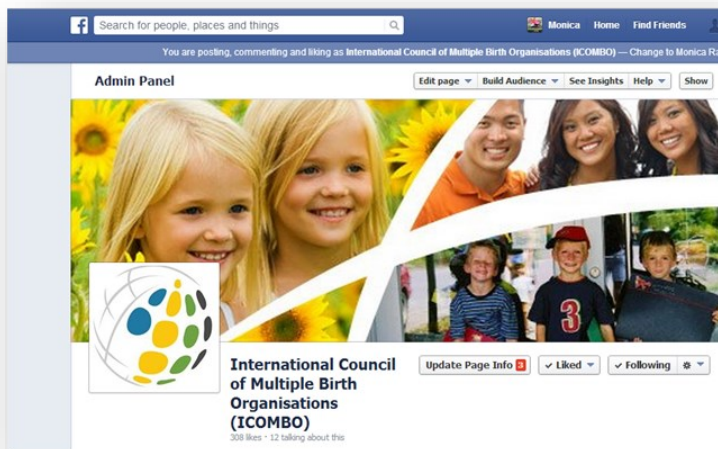 Search for people, places and things
Monica Home Find Friends
You are posting, commenting and liking as International Council of Multiple Birth Organisations (ICOMBO) — Change to Monica Ra
Admin Panel
Edit page Build Audience See Insights Help Show
3
International Council
of Multiple Birth
Organisations
(ICOMBO)
308 likes · 12 talking about this
Update Page Info 3 Liked Following